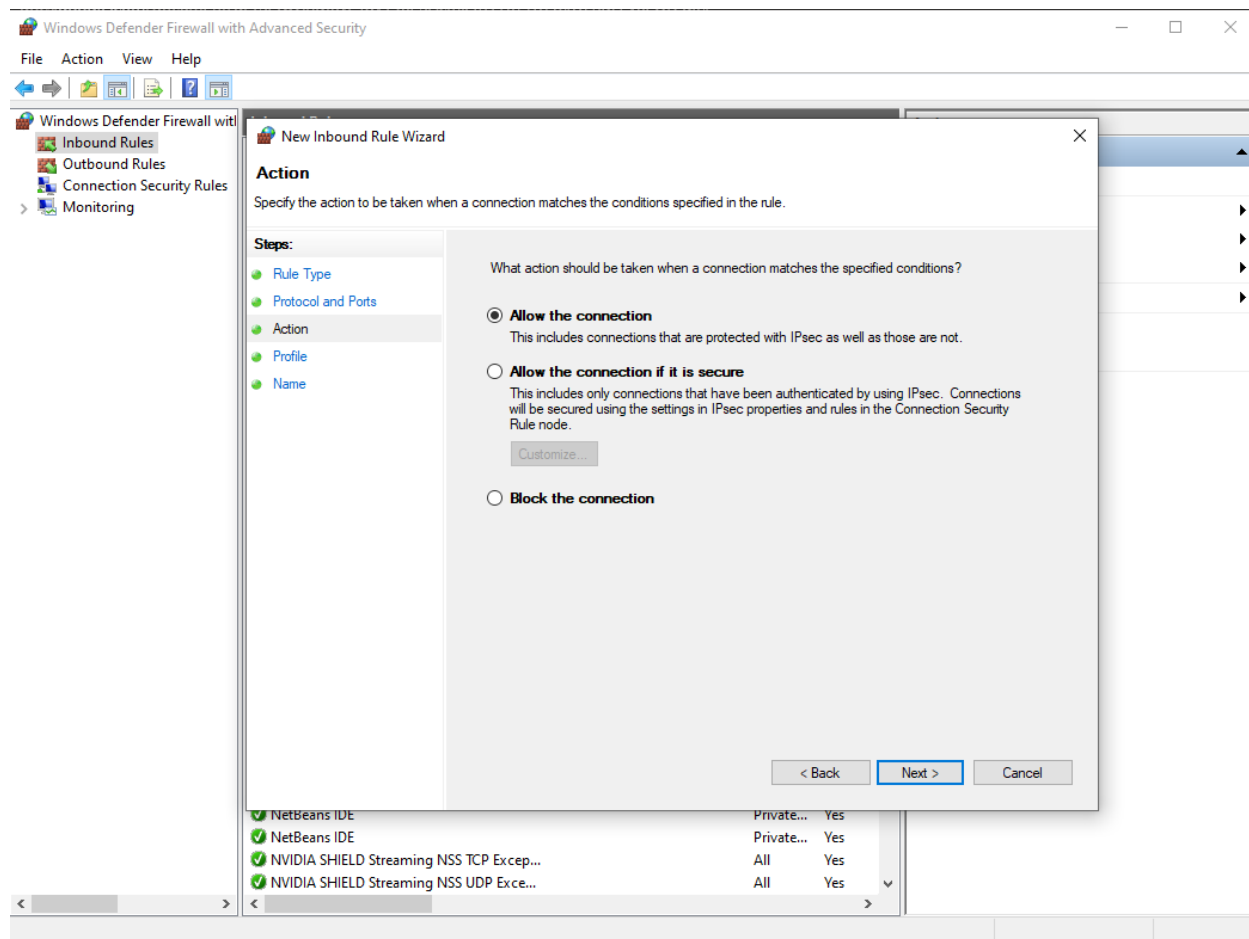 Windows Defender Firewall with Advanced Security
File Action View Help
Windows Defender Firewall with
Inbound Rules
Outbound Rules
Connection Security Rules
Monitoring
New Inbound Rule Wizard
Action
Specify the action to be taken when a connection matches the conditions specified in the rule.
Steps:
Rule Type
Protocol and Ports
Action
Profile
Name
What action should be taken when a connection matches the specified conditions?
Allow the connection
This includes connections that are protected with IPsec as well as those are not.
Allow the connection if it is secure
This includes only connections that have been authenticated by using IPsec. Connections
will be secured using the settings in IPsec properties and rules in the Connection Security
Rule node.
Customize...
Block the connection
< Back Next > Cancel
NetBeans IDE Private... Yes
NetBeans IDE Private... Yes
NVIDIA SHIELD Streaming NSS TCP Excep... All Yes
NVIDIA SHIELD Streaming NSS UDP Exce... All Yes